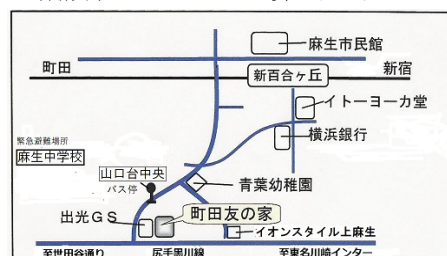 麻生市民館
町田
新宿
新百合ヶ丘
イトーヨーカ堂
横浜銀行
緊急避難場所
麻生中学校
山口台中央
バス停
青葉幼稚園
出光GS
町田友の家
イオンスタイル上麻生
至世田谷通り
尻手黒川線
至東名川崎インター